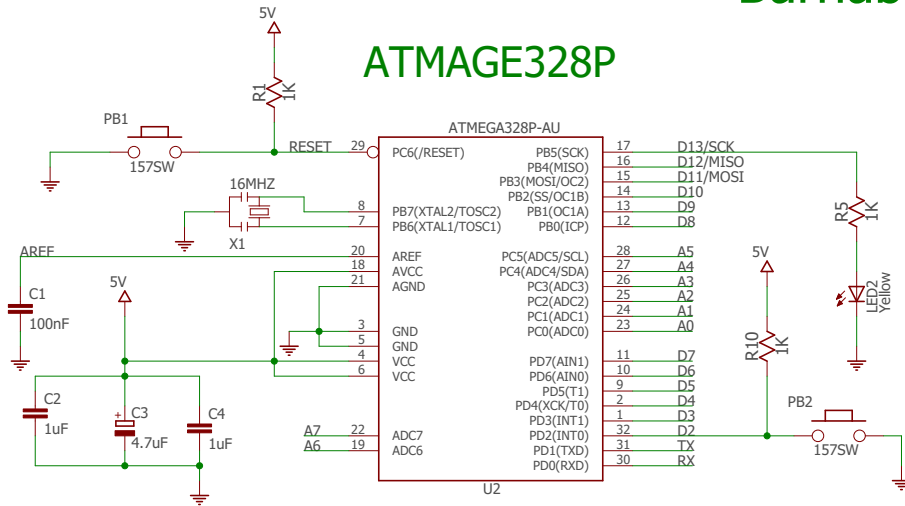 Barnab
5V
ATMAGE328P
R1
1K
PB1
157SW
RESET
ATMEGA328P-AU
29
PC6(/RESET)
16MHZ
X1
8
PB7(XTAL2/TOSC2)
7
PB6(XTAL1/TOSC1)
AREF
20
AREF
18
AVCC
21
AGND
3
GND
5
GND
4
VCC
6
VCC
A7
22
ADC7
A6
19
ADC6
PB5(SCK)
17
D13/SCK
PB4(MISO)
16
D12/MISO
PB3(MOSI/OC2)
15
D11/MOSI
PB2(SS/OC1B)
14
D10
PB1(OC1A)
13
D9
PB0(ICP)
12
D8
PC5(ADC5/SCL)
28
A5
PC4(ADC4/SDA)
27
A4
PC3(ADC3)
26
A3
PC2(ADC2)
25
A2
PC1(ADC1)
24
A1
PC0(ADC0)
23
A0
PD7(AIN1)
11
D7
PD6(AIN0)
10
D6
PD5(T1)
9
D5
PD4(XCK/T0)
2
D4
PD3(INT1)
1
D3
PD2(INT0)
32
D2
PD1(TXD)
31
TX
PD0(RXD)
30
RX
U2
C1
100nF
5V
C2
1uF
+
C3
4.7uF
C4
1uF
R5
1K
LED2
Yellow
5V
R10
1K
PB2
157SW